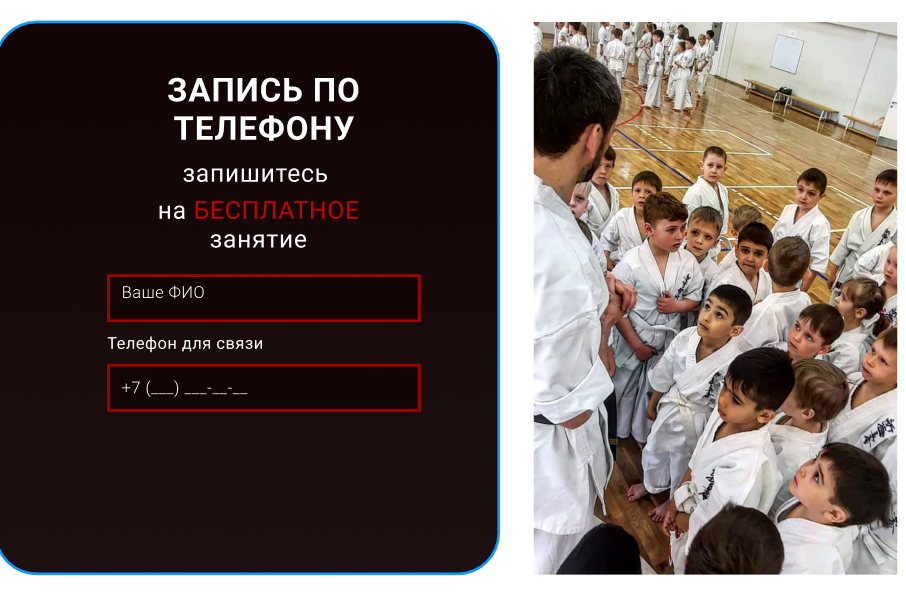 ЗАПИСЬ ПО
ТЕЛЕФОНУ
запишитесь
на БЕСПЛАТНОЕ
занятие
Ваше ФИО
Телефон для связи
+7 (___) ___-__-__